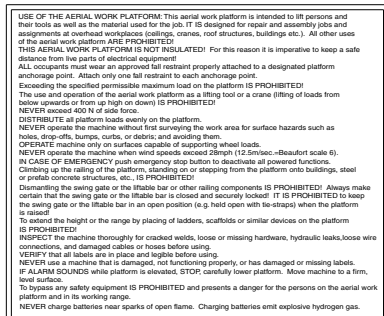 USE OF THE AERIAL WORK PLATFORM: This aerial work platform is intended to lift persons and
their tools as well as the material used for the job. IT IS designed for repair and assembly jobs and
assignments at overhead workplaces (ceilings, cranes, roof structures, buildings etc.). All other uses
of the aerial work platform ARE PROHIBITED!
THIS AERIAL WORK PLATFORM IS NOT INSULATED! For this reason it is imperative to keep a safe
distance from live parts of electrical equipment!
ALL occupants must wear an approved fall restraint properly attached to a designated platform
anchorage point. Attach only one fall restraint to each anchorage point.
Exceeding the specified permissible maximum load on the platform IS PROHIBITED!
The use and operation of the aerial work platform as a lifting tool or a crane (lifting of loads from
below upwards or from up high on down) IS PROHIBITED!
NEVER exceed 400 N of side force.
DISTRIBUTE all platform loads evenly on the platform.
NEVER operate the machine without first surveying the work area for surface hazards such as
holes, drop-offs, bumps, curbs, or debris; and avoiding them.
OPERATE machine only on surfaces capable of supporting wheel loads.
NEVER operate the machine when wind speeds exceed 28mph (12.5m/sec.=Beaufort scale 6).
IN CASE OF EMERGENCY push emergency stop button to deactivate all powered functions.
Climbing up the railing of the platform, standing on or stepping from the platform onto buildings, steel
or prefab concrete structures, etc., IS PROHIBITED!
Dismantling the swing gate or the liftable bar or other railing components IS PROHIBITED! Always make
certain that the swing gate or the liftable bar is closed and securely locked! IT IS PROHIBITED to keep
the swing gate or the liftable bar in an open position (e.g. held open with tie-straps) when the platform
is raised!
To extend the height or the range by placing of ladders, scaffolds or similar devices on the platform
IS PROHIBITED!
INSPECT the machine thoroughly for cracked welds, loose or missing hardware, hydraulic leaks,loose wire
connections, and damaged cables or hoses before using.
VERIFY that all labels are in place and legible before using.
NEVER use a machine that is damaged, not functioning properly, or has damaged or missing labels.
IF ALARM SOUNDS while platform is elevated, STOP, carefully lower platform. Move machine to a firm,
level surface.
To bypass any safety equipment IS PROHIBITED and presents a danger for the persons on the aerial work
platform and in its working range.
NEVER charge batteries near sparks of open flame. Charging batteries emit explosive hydrogen gas.